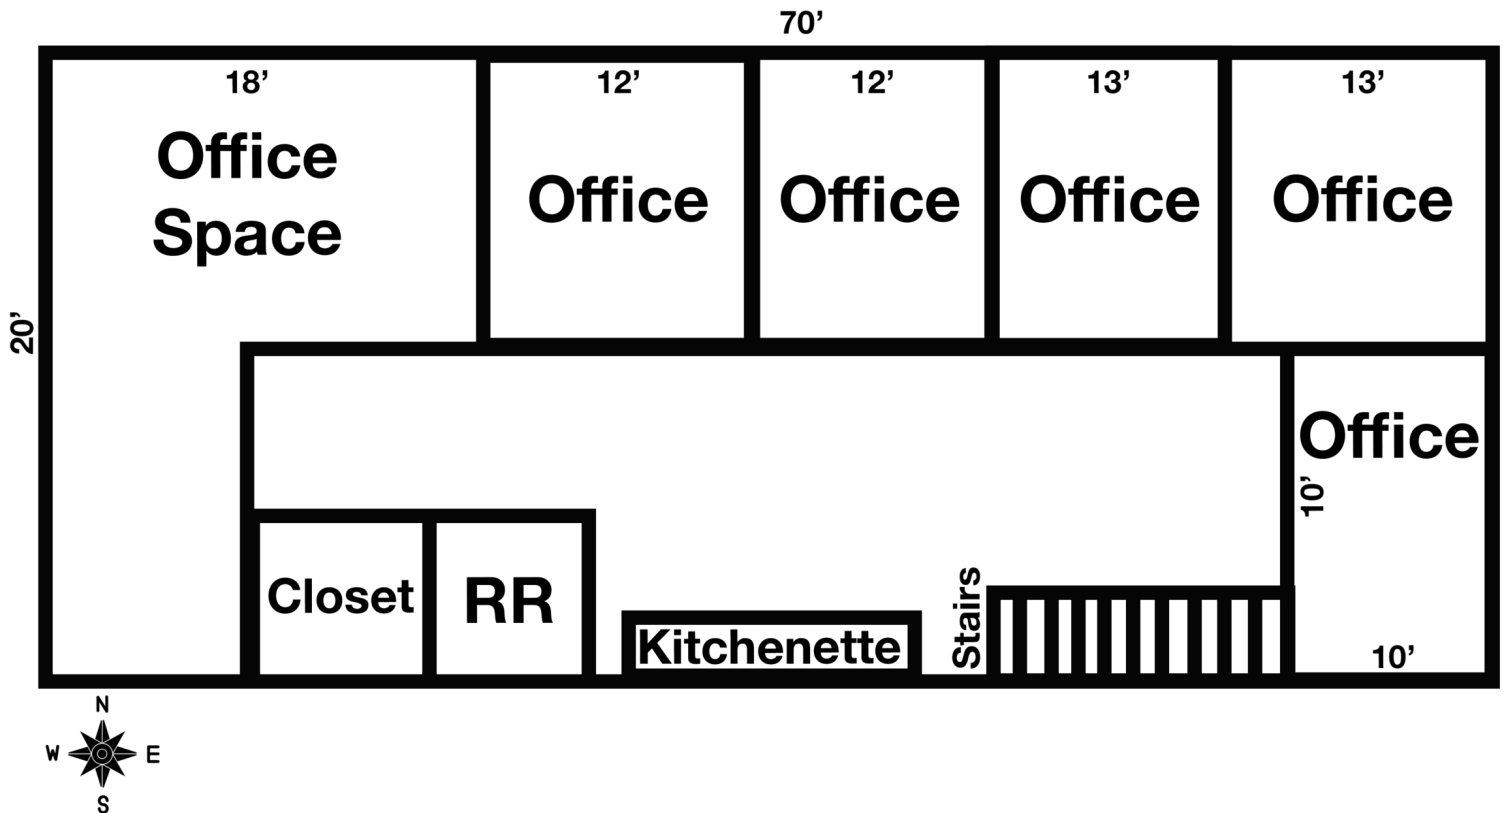 70’
18’
12’
12’
13’
13’
Office
Space
Office
Office
Office
Office
20’
Office
10’
Closet
RR
Kitchenette
Stairs
10’
N
W
E
S